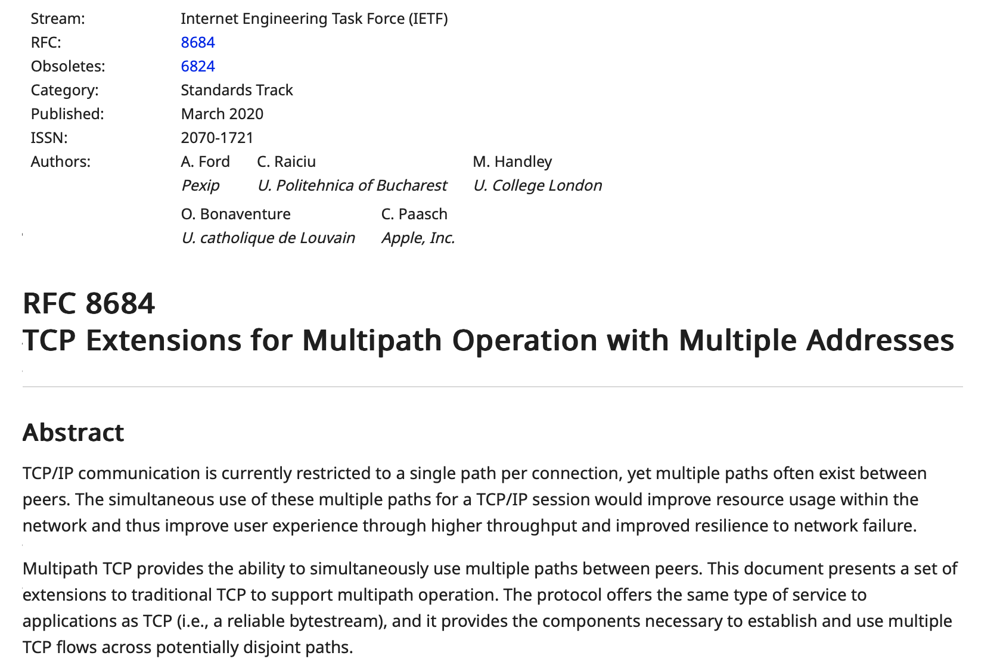 Stream: Internet Engineering Task Force (IETF)
RFC: 8684
Obsoletes: 6824
Category: Standards Track
Published: March 2020
ISSN: 2070-1721
Authors: A. Ford C. Raiciu M. Handley
Pexip U. Politehnica of Bucharest U. College London
O. Bonaventure C. Paasch
U. catholique de Louvain Apple, Inc.
RFC 8684
TCP Extensions for Multipath Operation with Multiple Addresses
Abstract
TCP/IP communication is currently restricted to a single path per connection, yet multiple paths often exist between
peers. The simultaneous use of these multiple paths for a TCP/IP session would improve resource usage within the
network and thus improve user experience through higher throughput and improved resilience to network failure.
Multipath TCP provides the ability to simultaneously use multiple paths between peers. This document presents a set of
extensions to traditional TCP to support multipath operation. The protocol offers the same type of service to
applications as TCP (i.e., a reliable bytestream), and it provides the components necessary to establish and use multiple
TCP flows across potentially disjoint paths.